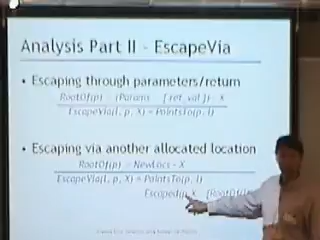 Analysis Part II - EscapeVia
• Escaping through parameters/return
RootOf(p) (Params [ret_val]) - X
EscapeVia(l, p, X) = PointsTo(p, l)
• Escaping via another allocated location
RootOf(p) NewLocs - X
EscapeVia(l, p, X) = PointsTo(p, l)